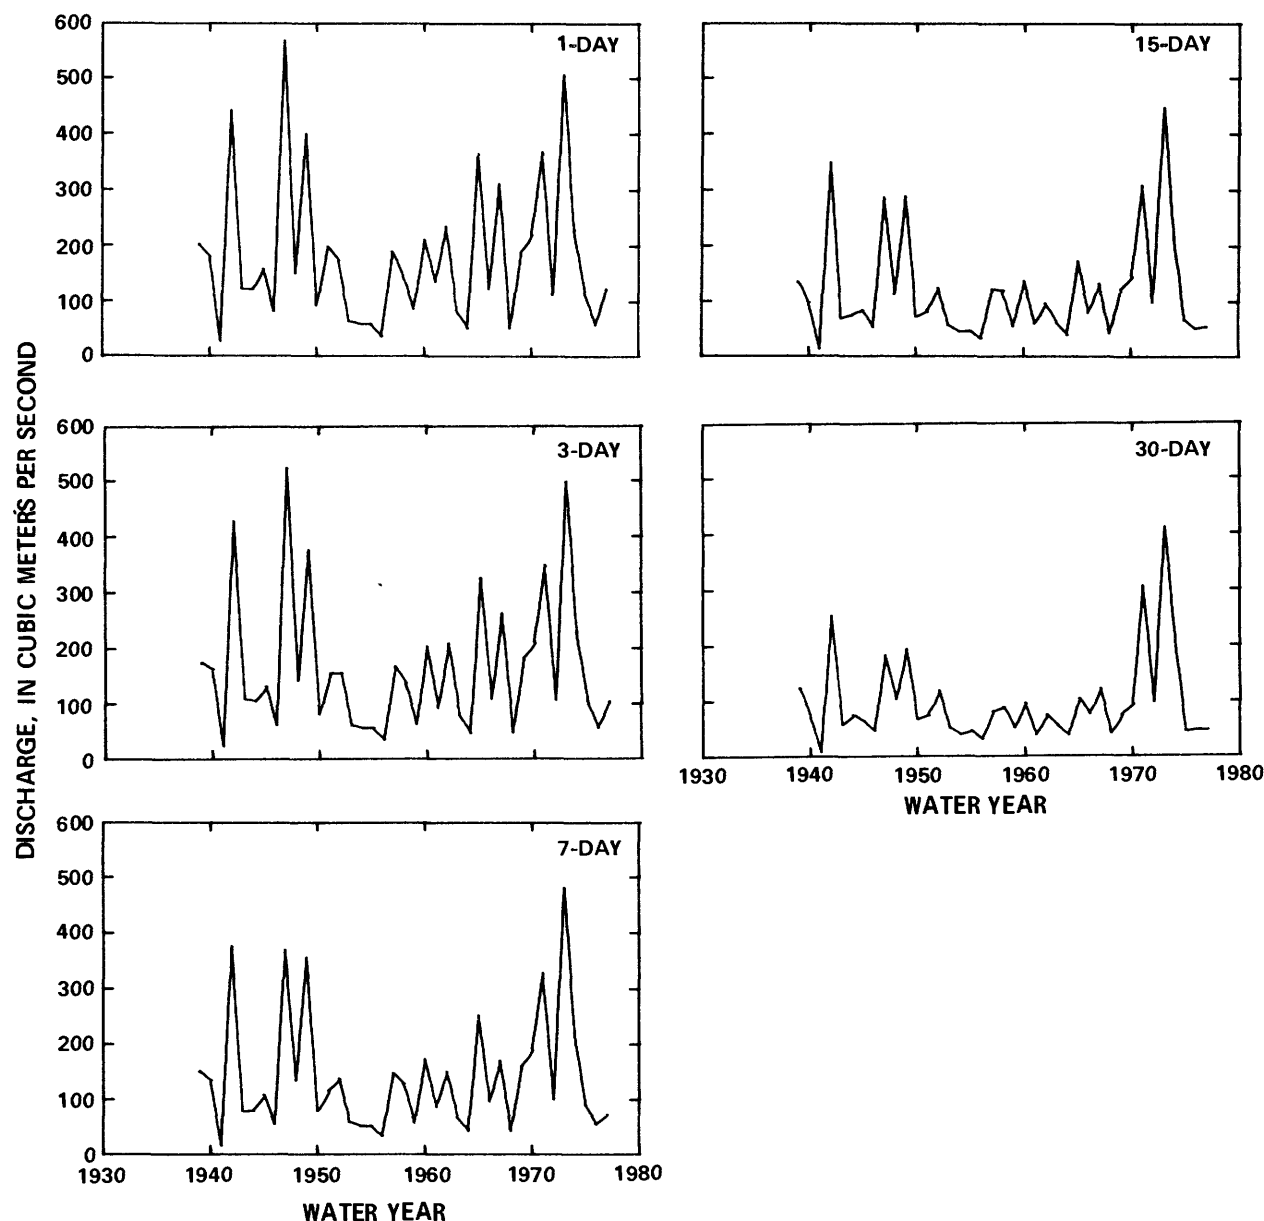 DISCHARGE, IN CUBIC METERS PER SECOND
600
500
400
300
200
100
0
1-DAY
15-DAY
600
500
400
300
200
100
0
3-DAY
30-DAY
1930 1940 1950 1960 1970 1980
WATER YEAR
600
500
400
300
200
100
0
7-DAY
1930 1940 1950 1960 1970 1980
WATER YEAR